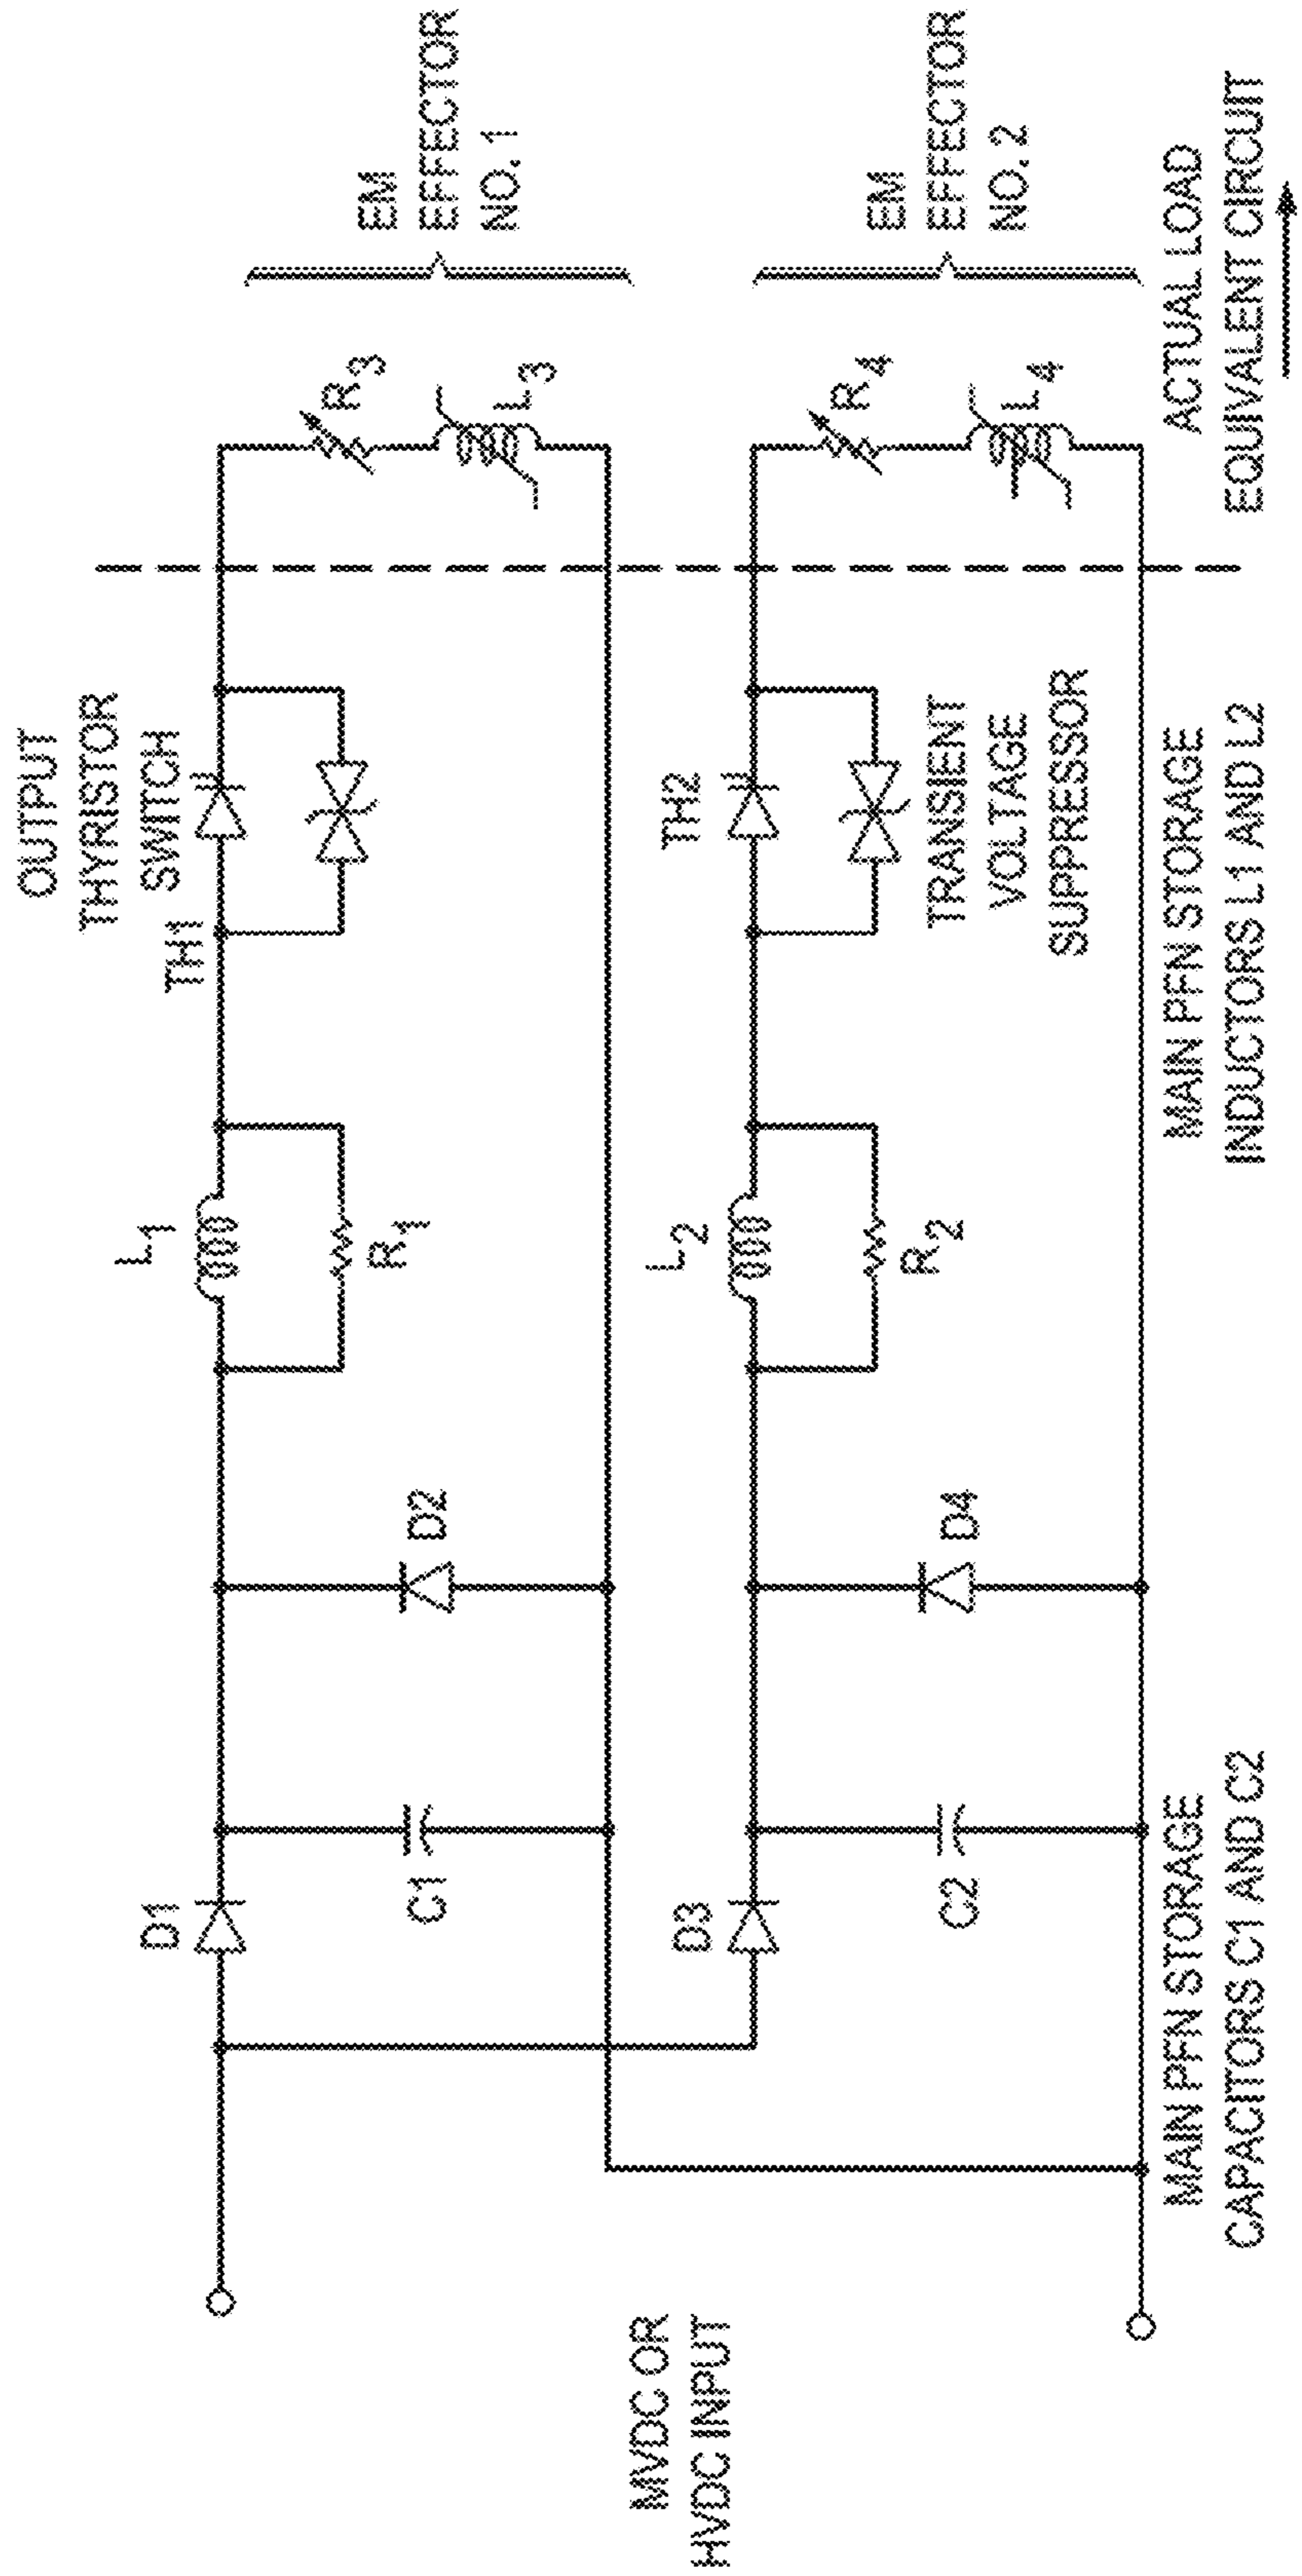 OUTPUT
THYRISTOR
SWITCH
TH1
L1
R1
D1
C1
D2
R3
L3
EM
EFFECTOR
NO. 1
MVDC OR
HVDC INPUT
D3
C2
D4
L2
R2
TH2
TRANSIENT
VOLTAGE
SUPPRESSOR
R4
L4
EM
EFFECTOR
NO. 2
MAIN PFN STORAGE
CAPACITORS C1 AND C2
MAIN PFN STORAGE
INDUCTORS L1 AND L2
ACTUAL LOAD
EQUIVALENT CIRCUIT